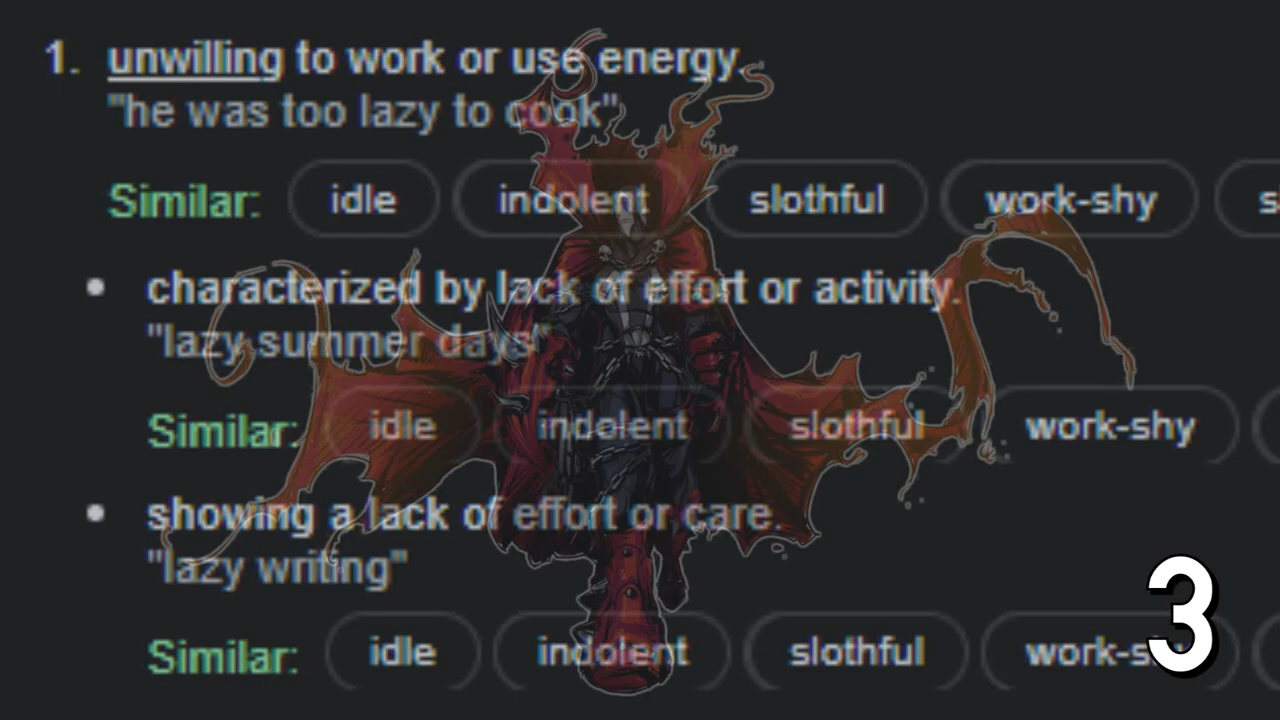 1. unwilling to work or use energy.
"he was too lazy to cook"
Similar: idle indolent slothful work-shy s
• characterized by lack of effort or activity.
"lazy summer days"
Similar: idle indolent slothful work-shy
• showing a lack of effort or care.
"lazy writing"
Similar: idle indolent slothful work-s
3